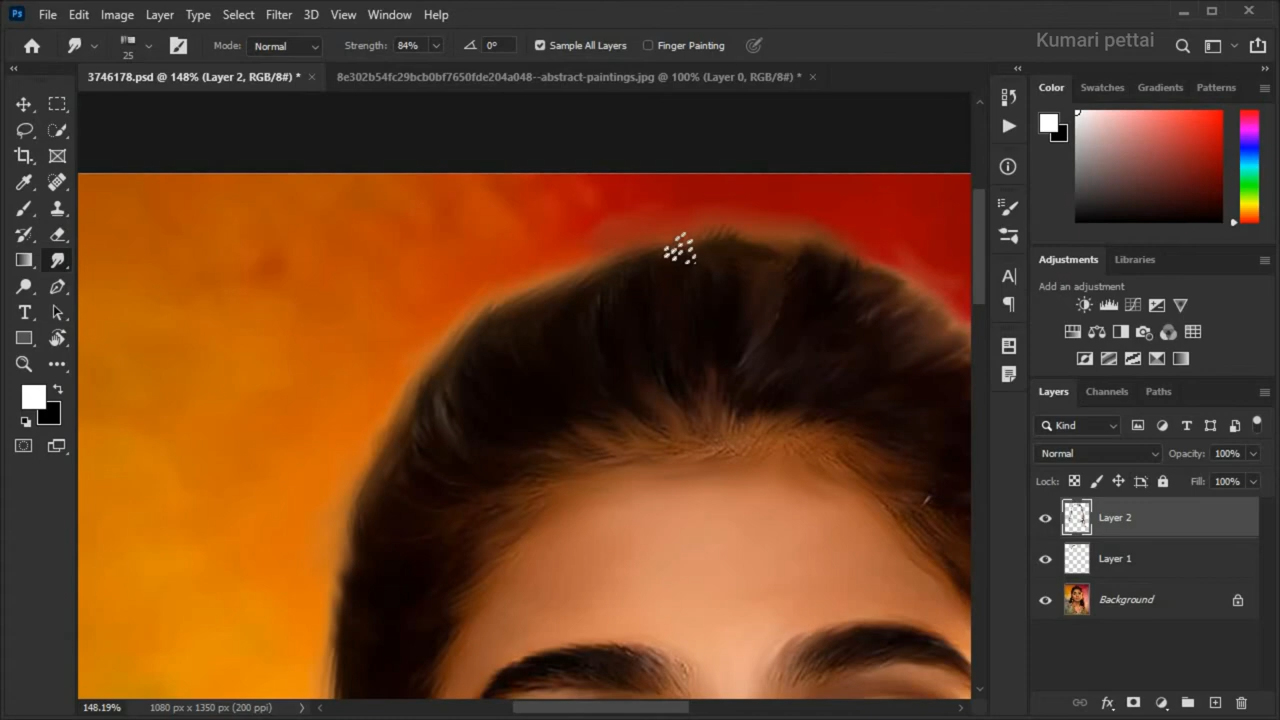 Ps File Edit Image Layer Type Select Filter 3D View Window Help
25 Mode: Normal Strength: 84% 0° Sample All Layers Finger Painting Kumari pettai
3746178.psd @ 148% (Layer 2, RGB/8#) * 8e302b54fc29bcb0bf7650fde204a048--abstract-paintings.jpg @ 100% (Layer 0, RGB/8#) *
Color Swatches Gradients Patterns
Adjustments Libraries
Add an adjustment
Layers Channels Paths
Kind
Normal Opacity: 100%
Lock: Fill: 100%
Layer 2
Layer 1
Background
148.19% 1080 px x 1350 px (200 ppi)